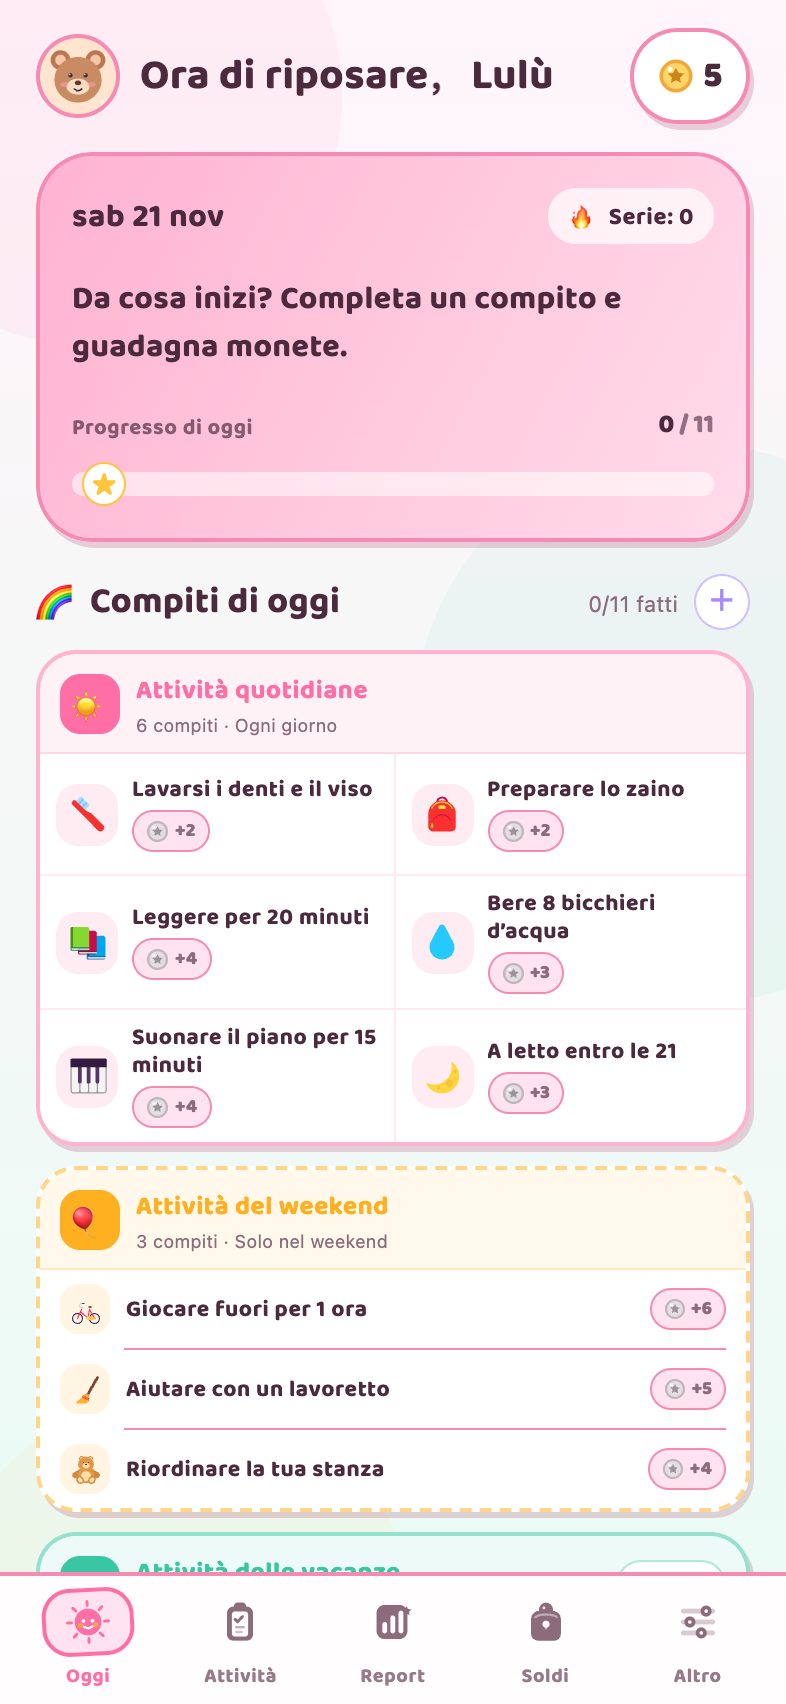 Ora di riposare, Lulù
5
sab 21 nov
Serie: 0
Da cosa inizi? Completa un compito e
guadagna monete.
Progresso di oggi
0 / 11
Compiti di oggi
0/11 fatti
Attività quotidiane
6 compiti · Ogni giorno
Lavarsi i denti e il viso
+2
Preparare lo zaino
+2
Leggere per 20 minuti
+4
Bere 8 bicchieri
d'acqua
+3
Suonare il piano per 15
minuti
+4
A letto entro le 21
+3
Attività del weekend
3 compiti · Solo nel weekend
Giocare fuori per 1 ora
+6
Aiutare con un lavoretto
+5
Riordinare la tua stanza
+4
Attività delle vacanze
Oggi
Attività
Report
Soldi
Altro